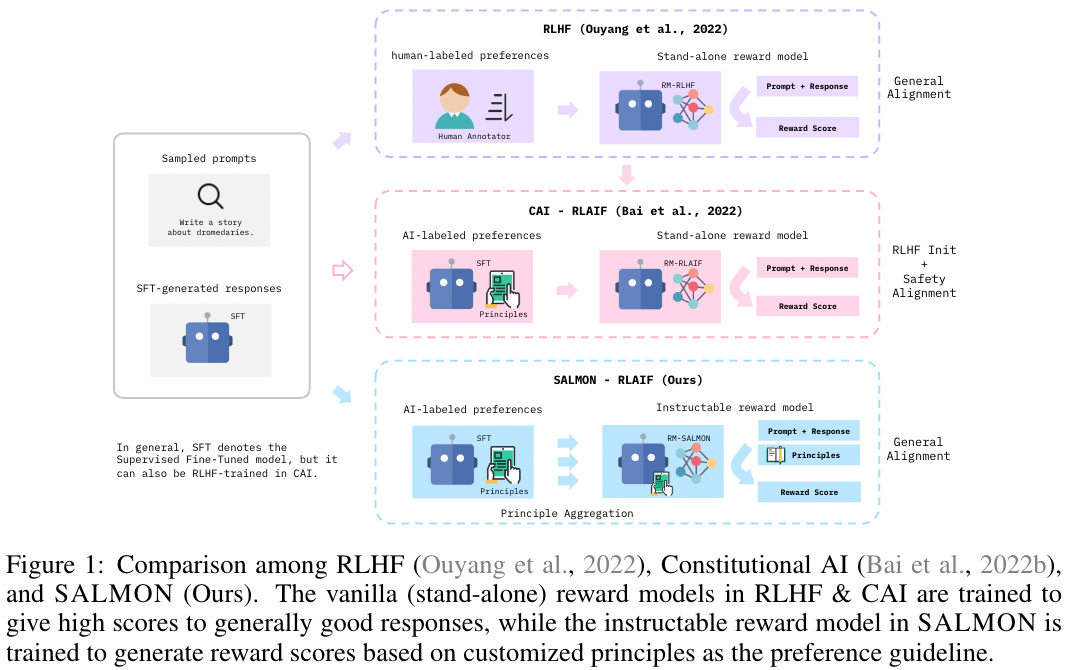 RLHF (Ouyang et al., 2022)
human-labeled preferences
Stand-alone reward model
RM-RLHF
Human Annotator
Prompt + Response
Reward Score
General
Alignment
Sampled prompts
Write a story
about dromedaries.
SFT-generated responses
SFT
In general, SFT denotes the
Supervised Fine-Tuned model, but it
can also be RLHF-trained in CAI.
CAI - RLAIF (Bai et al., 2022)
AI-labeled preferences
Stand-alone reward model
SFT
Principles
RM-RLAIF
Prompt + Response
Reward Score
RLHF Init
+
Safety
Alignment
SALMON - RLAIF (Ours)
AI-labeled preferences
Instructable reward model
SFT
Principles
RM-SALMON
Prompt + Response
Principles
Reward Score
Principle Aggregation
General
Alignment
Figure 1: Comparison among RLHF (Ouyang et al., 2022), Constitutional AI (Bai et al., 2022b),
and SALMON (Ours). The vanilla (stand-alone) reward models in RLHF & CAI are trained to
give high scores to generally good responses, while the instructable reward model in SALMON is
trained to generate reward scores based on customized principles as the preference guideline.